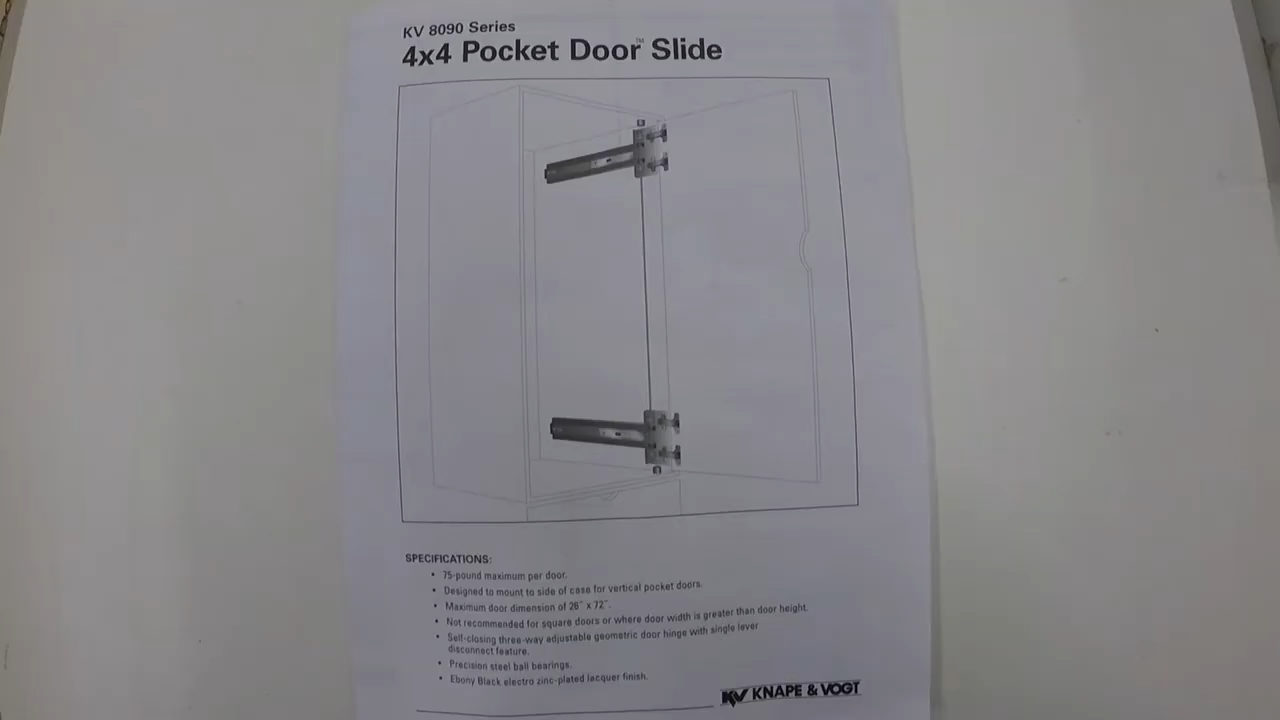 KV 8090 Series
4x4 Pocket Door™ Slide
SPECIFICATIONS:
• 75-pound maximum per door.
• Designed to mount to side of case for vertical pocket doors.
• Maximum door dimension of 26" x 72".
• Not recommended for square doors or where door width is greater than door height.
• Self-closing three-way adjustable geometric door hinge with single lever
disconnect feature.
• Precision steel ball bearings.
• Ebony Black electro zinc-plated lacquer finish.
KV KNAPE & VOGT